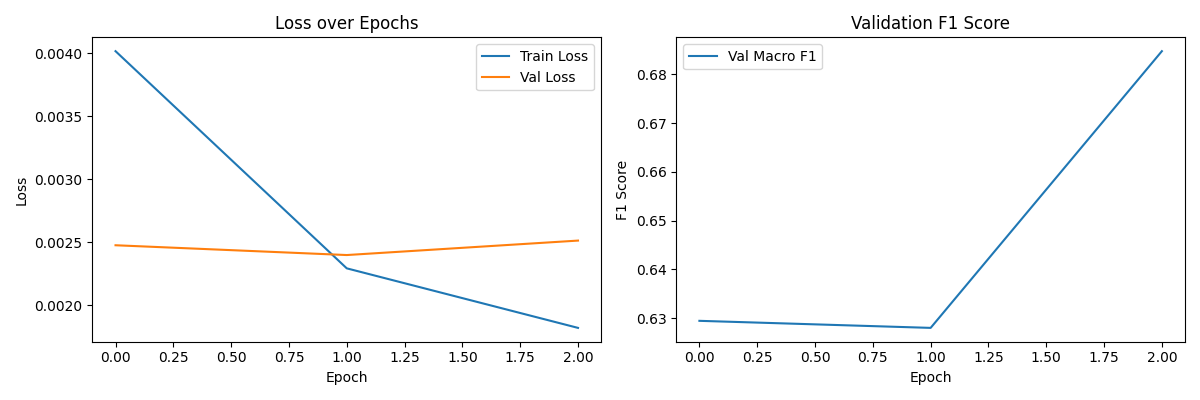 Loss over Epochs
Train Loss
Val Loss
0.0040
0.0035
0.0030
0.0025
0.0020
Loss
0.00 0.25 0.50 0.75 1.00 1.25 1.50 1.75 2.00
Epoch
Validation F1 Score
Val Macro F1
0.68
0.67
0.66
0.65
0.64
0.63
F1 Score
0.00 0.25 0.50 0.75 1.00 1.25 1.50 1.75 2.00
Epoch